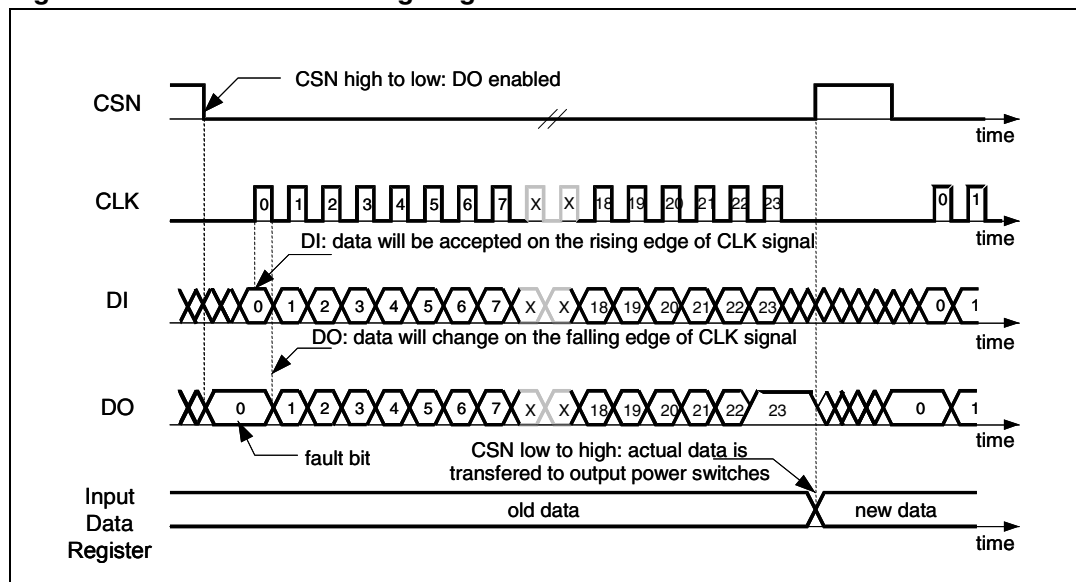 CSN high to low: DO enabled
CSN
time
CLK
0 1 2 3 4 5 6 7 X X 18 19 20 21 22 23 0 1
time
DI: data will be accepted on the rising edge of CLK signal
DI
0 1 2 3 4 5 6 7 X X 18 19 20 21 22 23 0 1
time
DO: data will change on the falling edge of CLK signal
DO
0 1 2 3 4 5 6 7 X X 18 19 20 21 22 23 0 1
time
fault bit
CSN low to high: actual data is
transfered to output power switches
Input
Data
Register
old data
new data
time